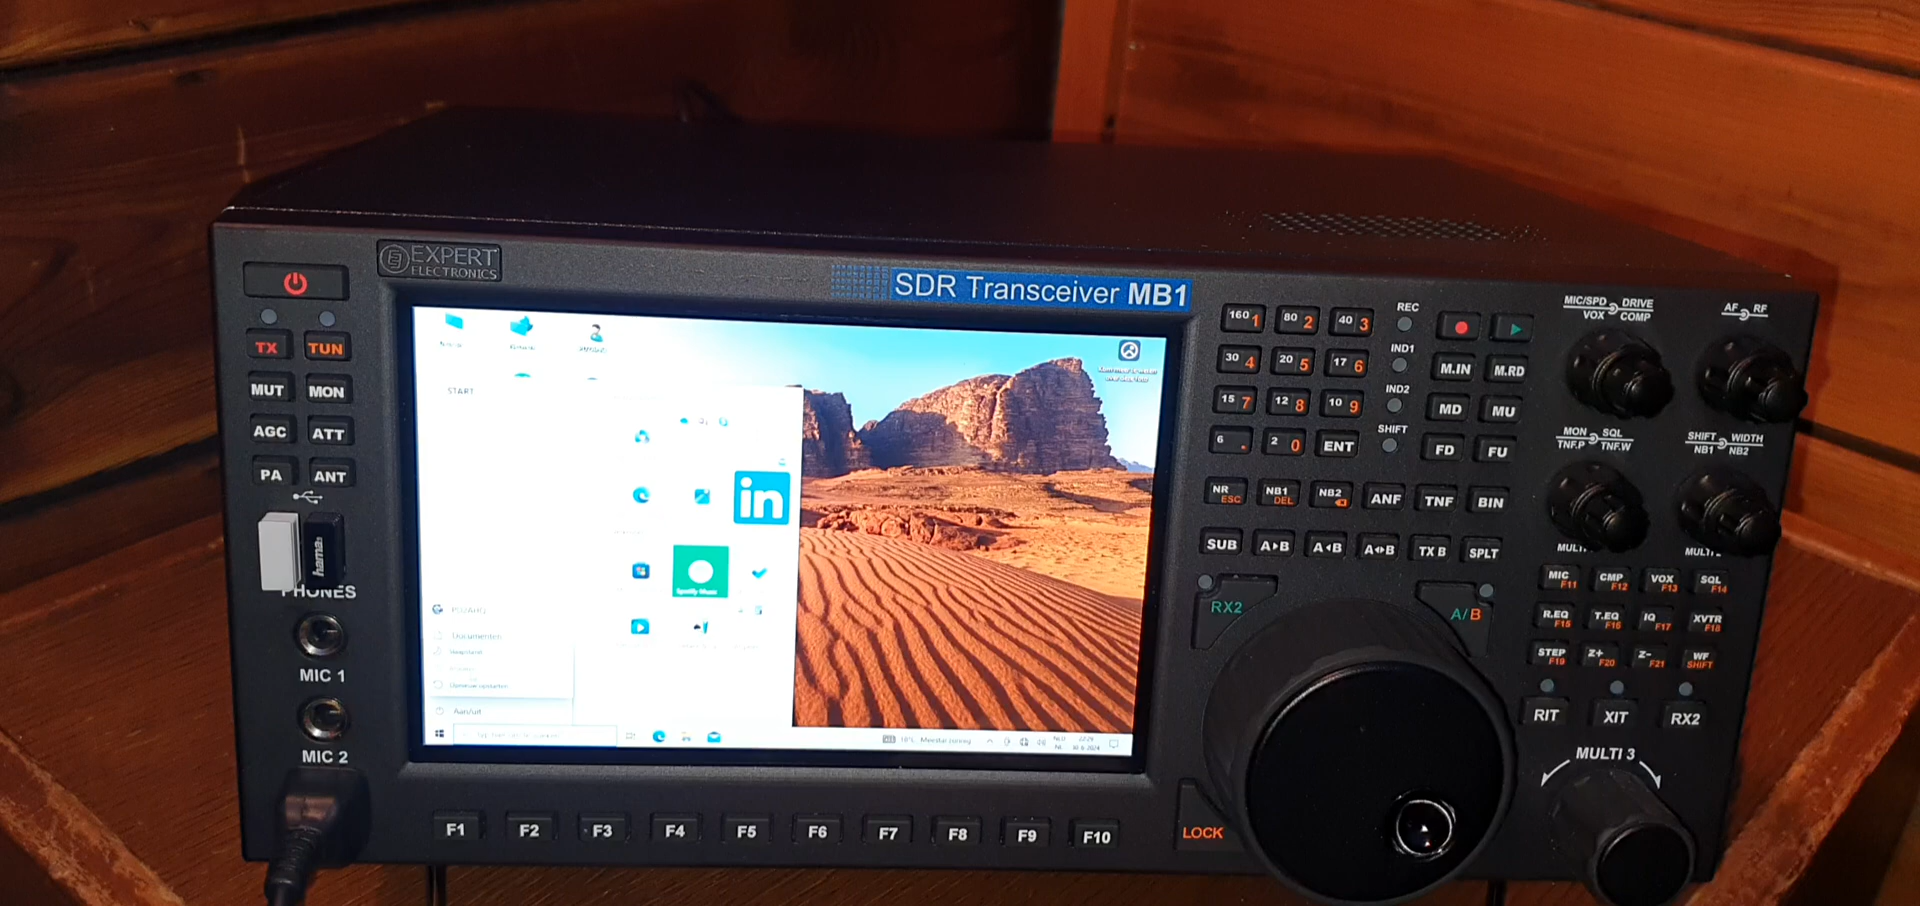 EXPERT
ELECTRONICS
SDR Transceiver MB1
TX
TUN
MUT
MON
AGC
ATT
PA
ANT
hama
PHONES
MIC 1
MIC 2
START
Documenten
Opnieuw opstarten
Aan/uit
Spotify Music
in
18°C
F1
F2
F3
F4
F5
F6
F7
F8
F9
F10
160 1
80 2
40 3
30 4
20 5
17 6
15 7
12 8
10 9
6 .
2 0
ENT
REC
IND1
IND2
SHIFT
M.IN
M.RD
MD
MU
FD
FU
NR ESC
NB1 DEL
NB2
ANF
TNF
BIN
SUB
A▸B
A◂B
A◂▸B
TX B
SPLT
RX2
A/B
LOCK
MIC/SPD DRIVE
VOX COMP
AF RF
MON SQL
TNF.P TNF.W
SHIFT WIDTH
NB1 NB2
MIC F11
CMP F12
VOX F13
SQL F14
R.EQ F15
T.EQ F16
IQ F17
XVTR F18
STEP F19
Z+ F20
Z- F21
WF SHIFT
RIT
XIT
RX2
MULTI 3